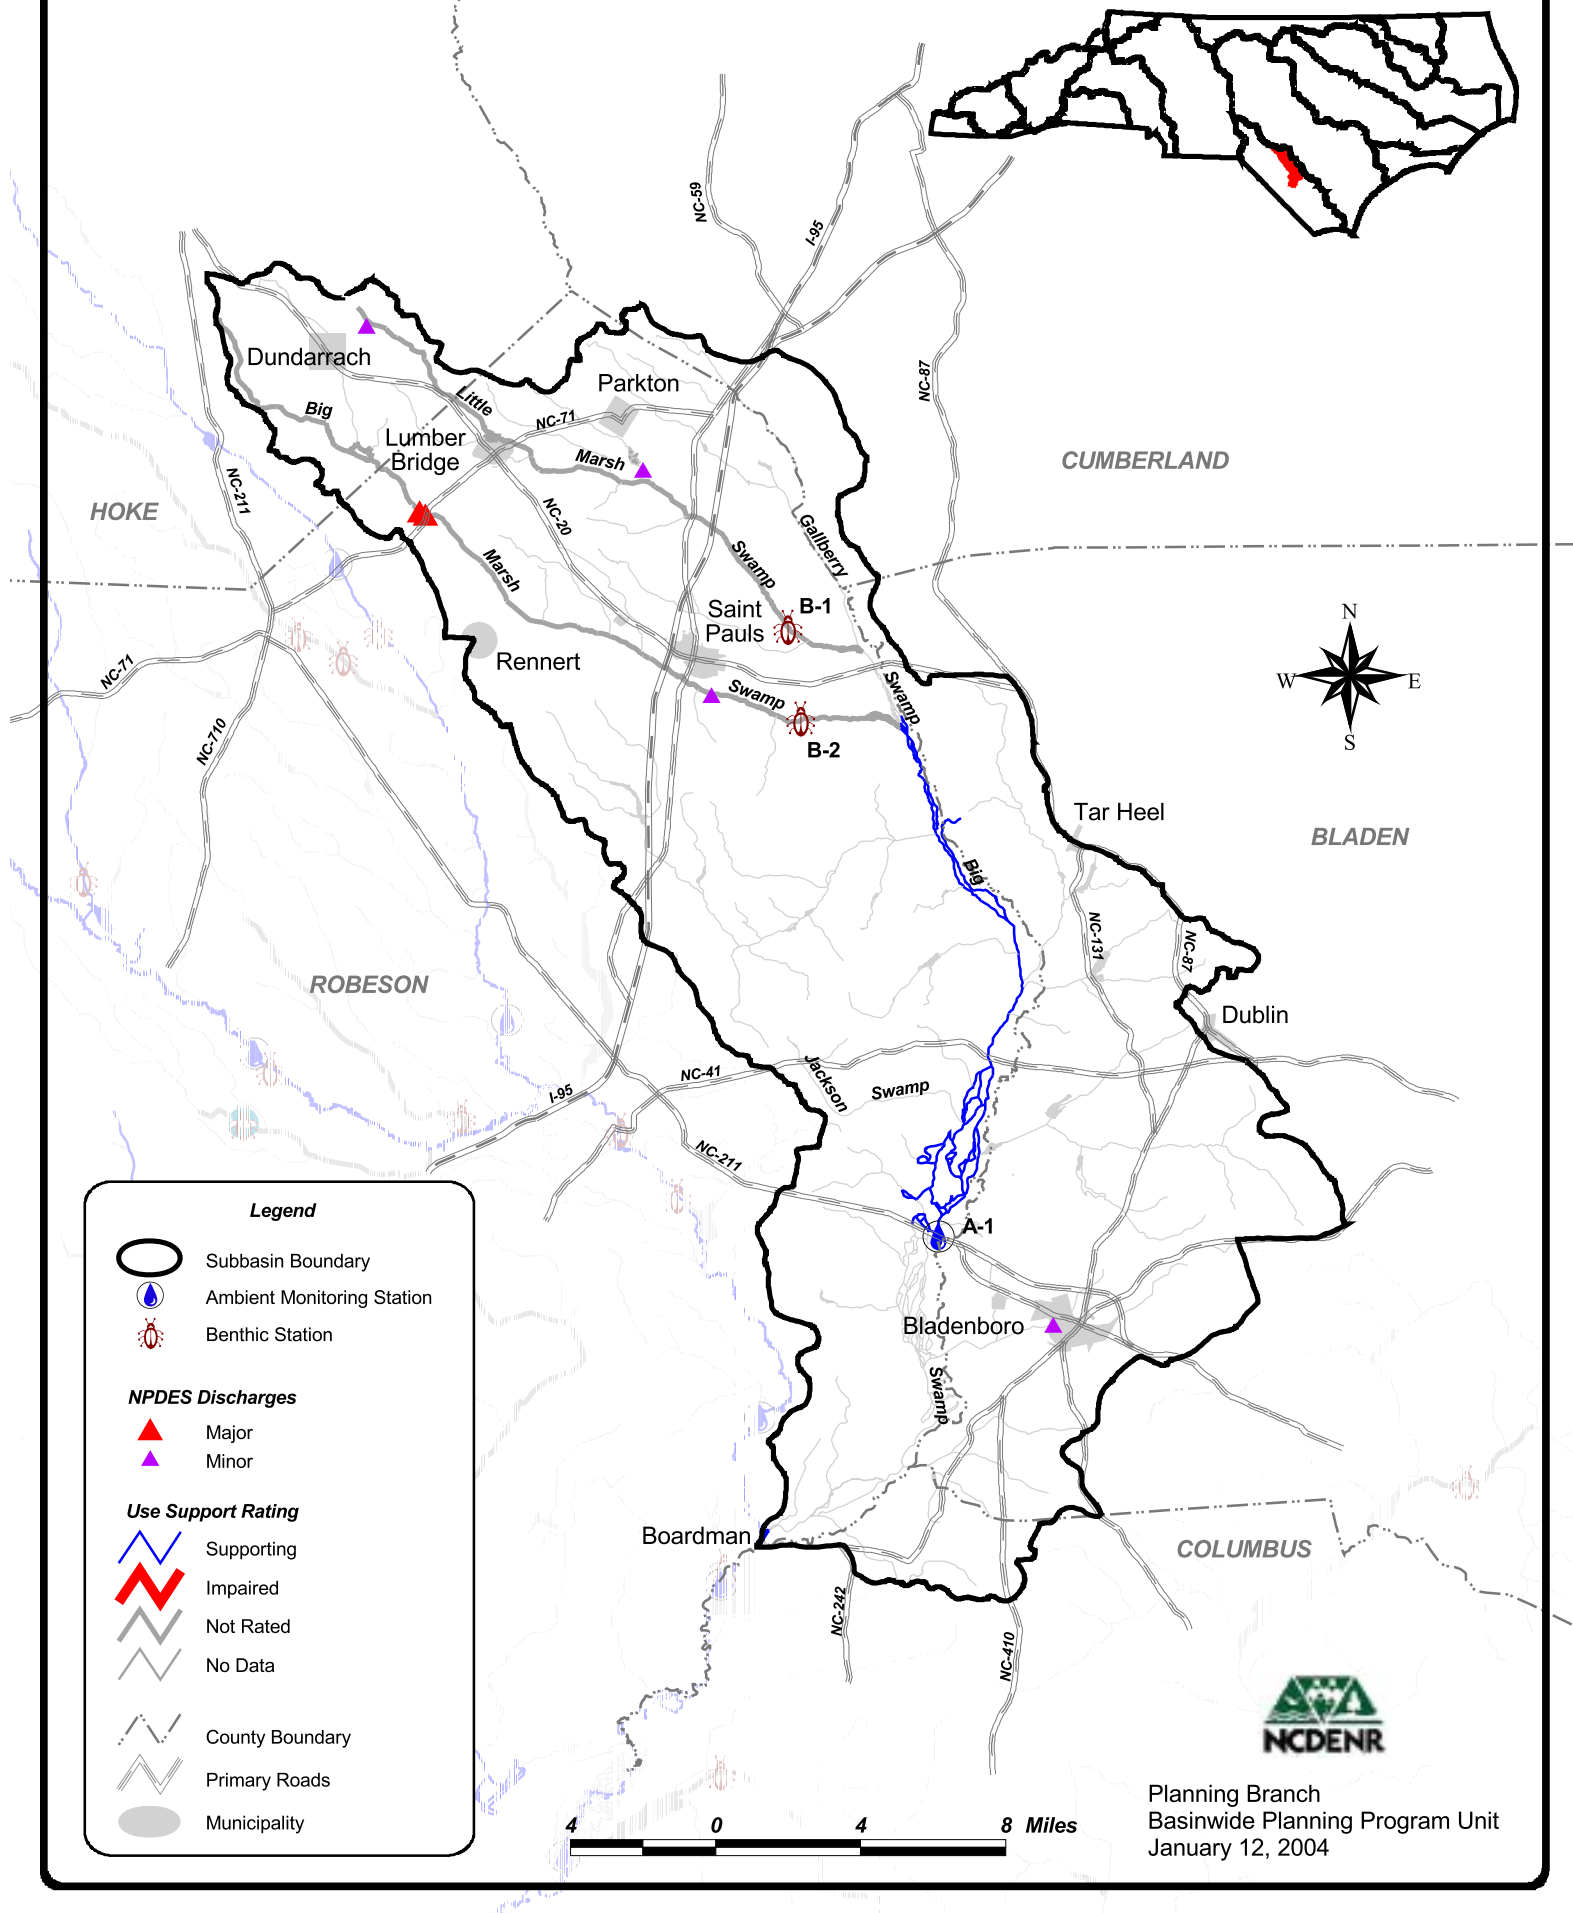 NC-59
I-95
NC-87
Dundarrach
Parkton
Little
Big
NC-71
Lumber
Bridge
Marsh
CUMBERLAND
HOKE
NC-211
NC-20
Gallberry
Swamp
Marsh
B-1
Saint
Pauls
N
W
E
S
Rennert
NC-71
Swamp
Swamp
NC-710
B-2
Tar Heel
BLADEN
Big
NC-131
NC-87
ROBESON
Dublin
Jackson
Swamp
NC-41
I-95
NC-211
A-1
Bladenboro
Swamp
Boardman
COLUMBUS
NC-242
NC-410
Legend
Subbasin Boundary
Ambient Monitoring Station
Benthic Station
NPDES Discharges
Major
Minor
Use Support Rating
Supporting
Impaired
Not Rated
No Data
County Boundary
Primary Roads
Municipality
4 0 4 8 Miles
NCDENR
Planning Branch
Basinwide Planning Program Unit
January 12, 2004